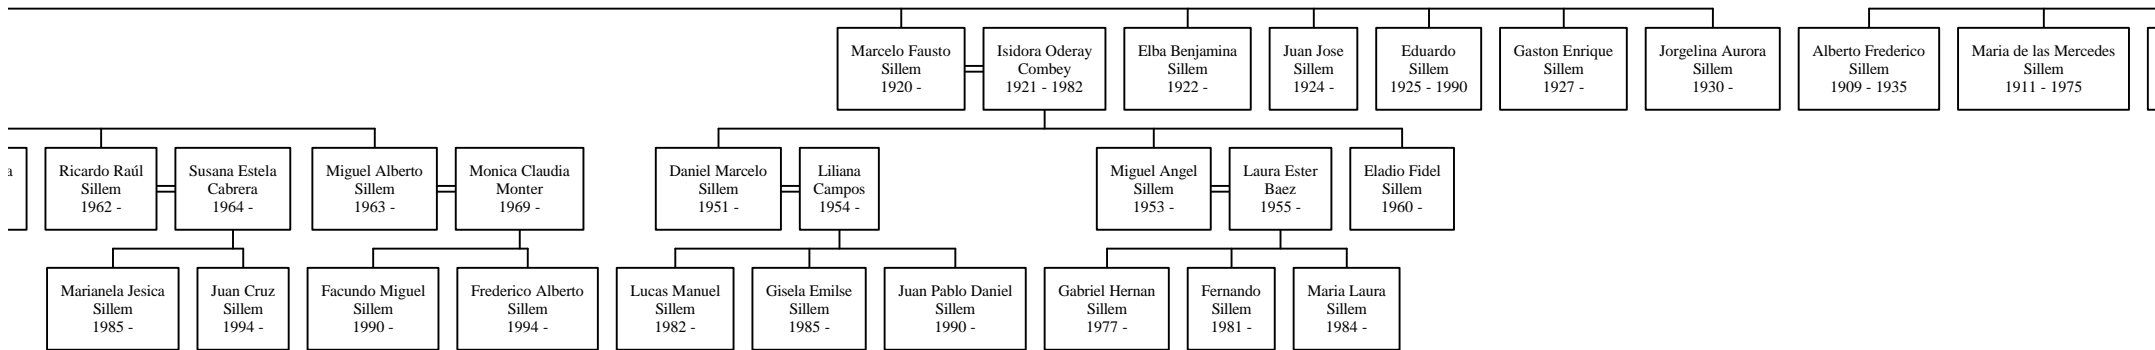 Marcelo Fausto
Sillem
1920 -
Isidora Oderay
Combey
1921 - 1982
Elba Benjamina
Sillem
1922 -
Juan Jose
Sillem
1924 -
Eduardo
Sillem
1925 - 1990
Gaston Enrique
Sillem
1927 -
Jorgelina Aurora
Sillem
1930 -
Alberto Frederico
Sillem
1909 - 1935
Maria de las Mercedes
Sillem
1911 - 1975
a
Ricardo Raúl
Sillem
1962 -
Susana Estela
Cabrera
1964 -
Miguel Alberto
Sillem
1963 -
Monica Claudia
Monter
1969 -
Daniel Marcelo
Sillem
1951 -
Liliana
Campos
1954 -
Miguel Angel
Sillem
1953 -
Laura Ester
Baez
1955 -
Eladio Fidel
Sillem
1960 -
Marianela Jesica
Sillem
1985 -
Juan Cruz
Sillem
1994 -
Facundo Miguel
Sillem
1990 -
Frederico Alberto
Sillem
1994 -
Lucas Manuel
Sillem
1982 -
Gisela Emilse
Sillem
1985 -
Juan Pablo Daniel
Sillem
1990 -
Gabriel Hernan
Sillem
1977 -
Fernando
Sillem
1981 -
Maria Laura
Sillem
1984 -